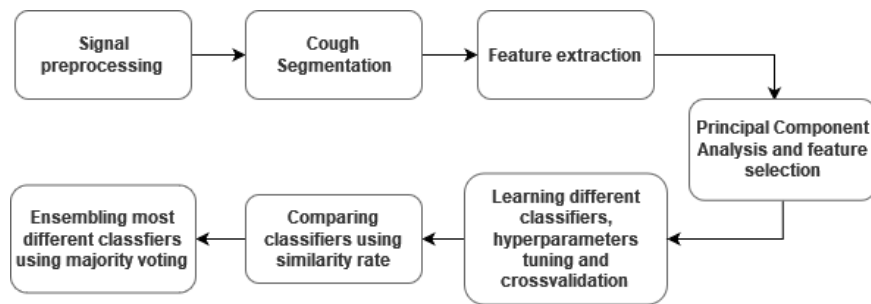 Signal
preprocessing
Cough
Segmentation
Feature extraction
Principal Component
Analysis and feature
selection
Learning different
classifiers,
hyperparameters
tuning and
crossvalidation
Comparing
classifiers using
similarity rate
Ensembling most
different classfiers
using majority voting